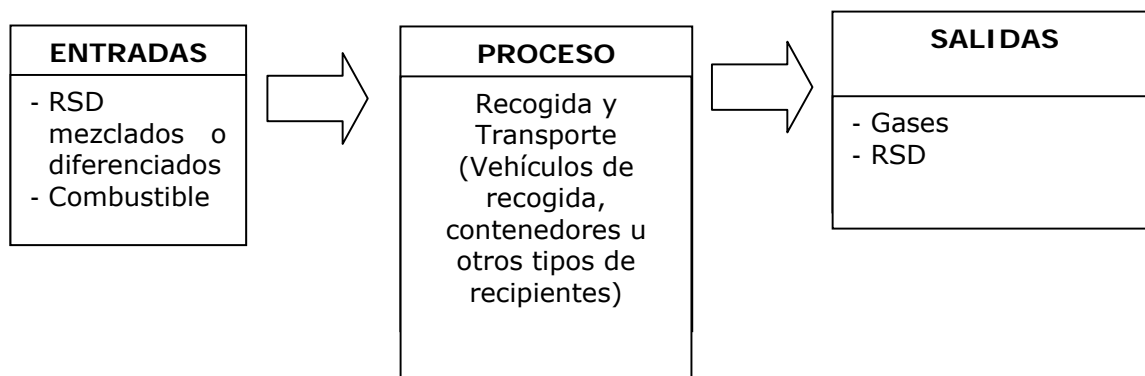 ENTRADAS
- RSD
mezclados o
diferenciados
- Combustible
PROCESO
Recogida y
Transporte
(Vehículos de
recogida,
contenedores u
otros tipos de
recipientes)
SALIDAS
- Gases
- RSD